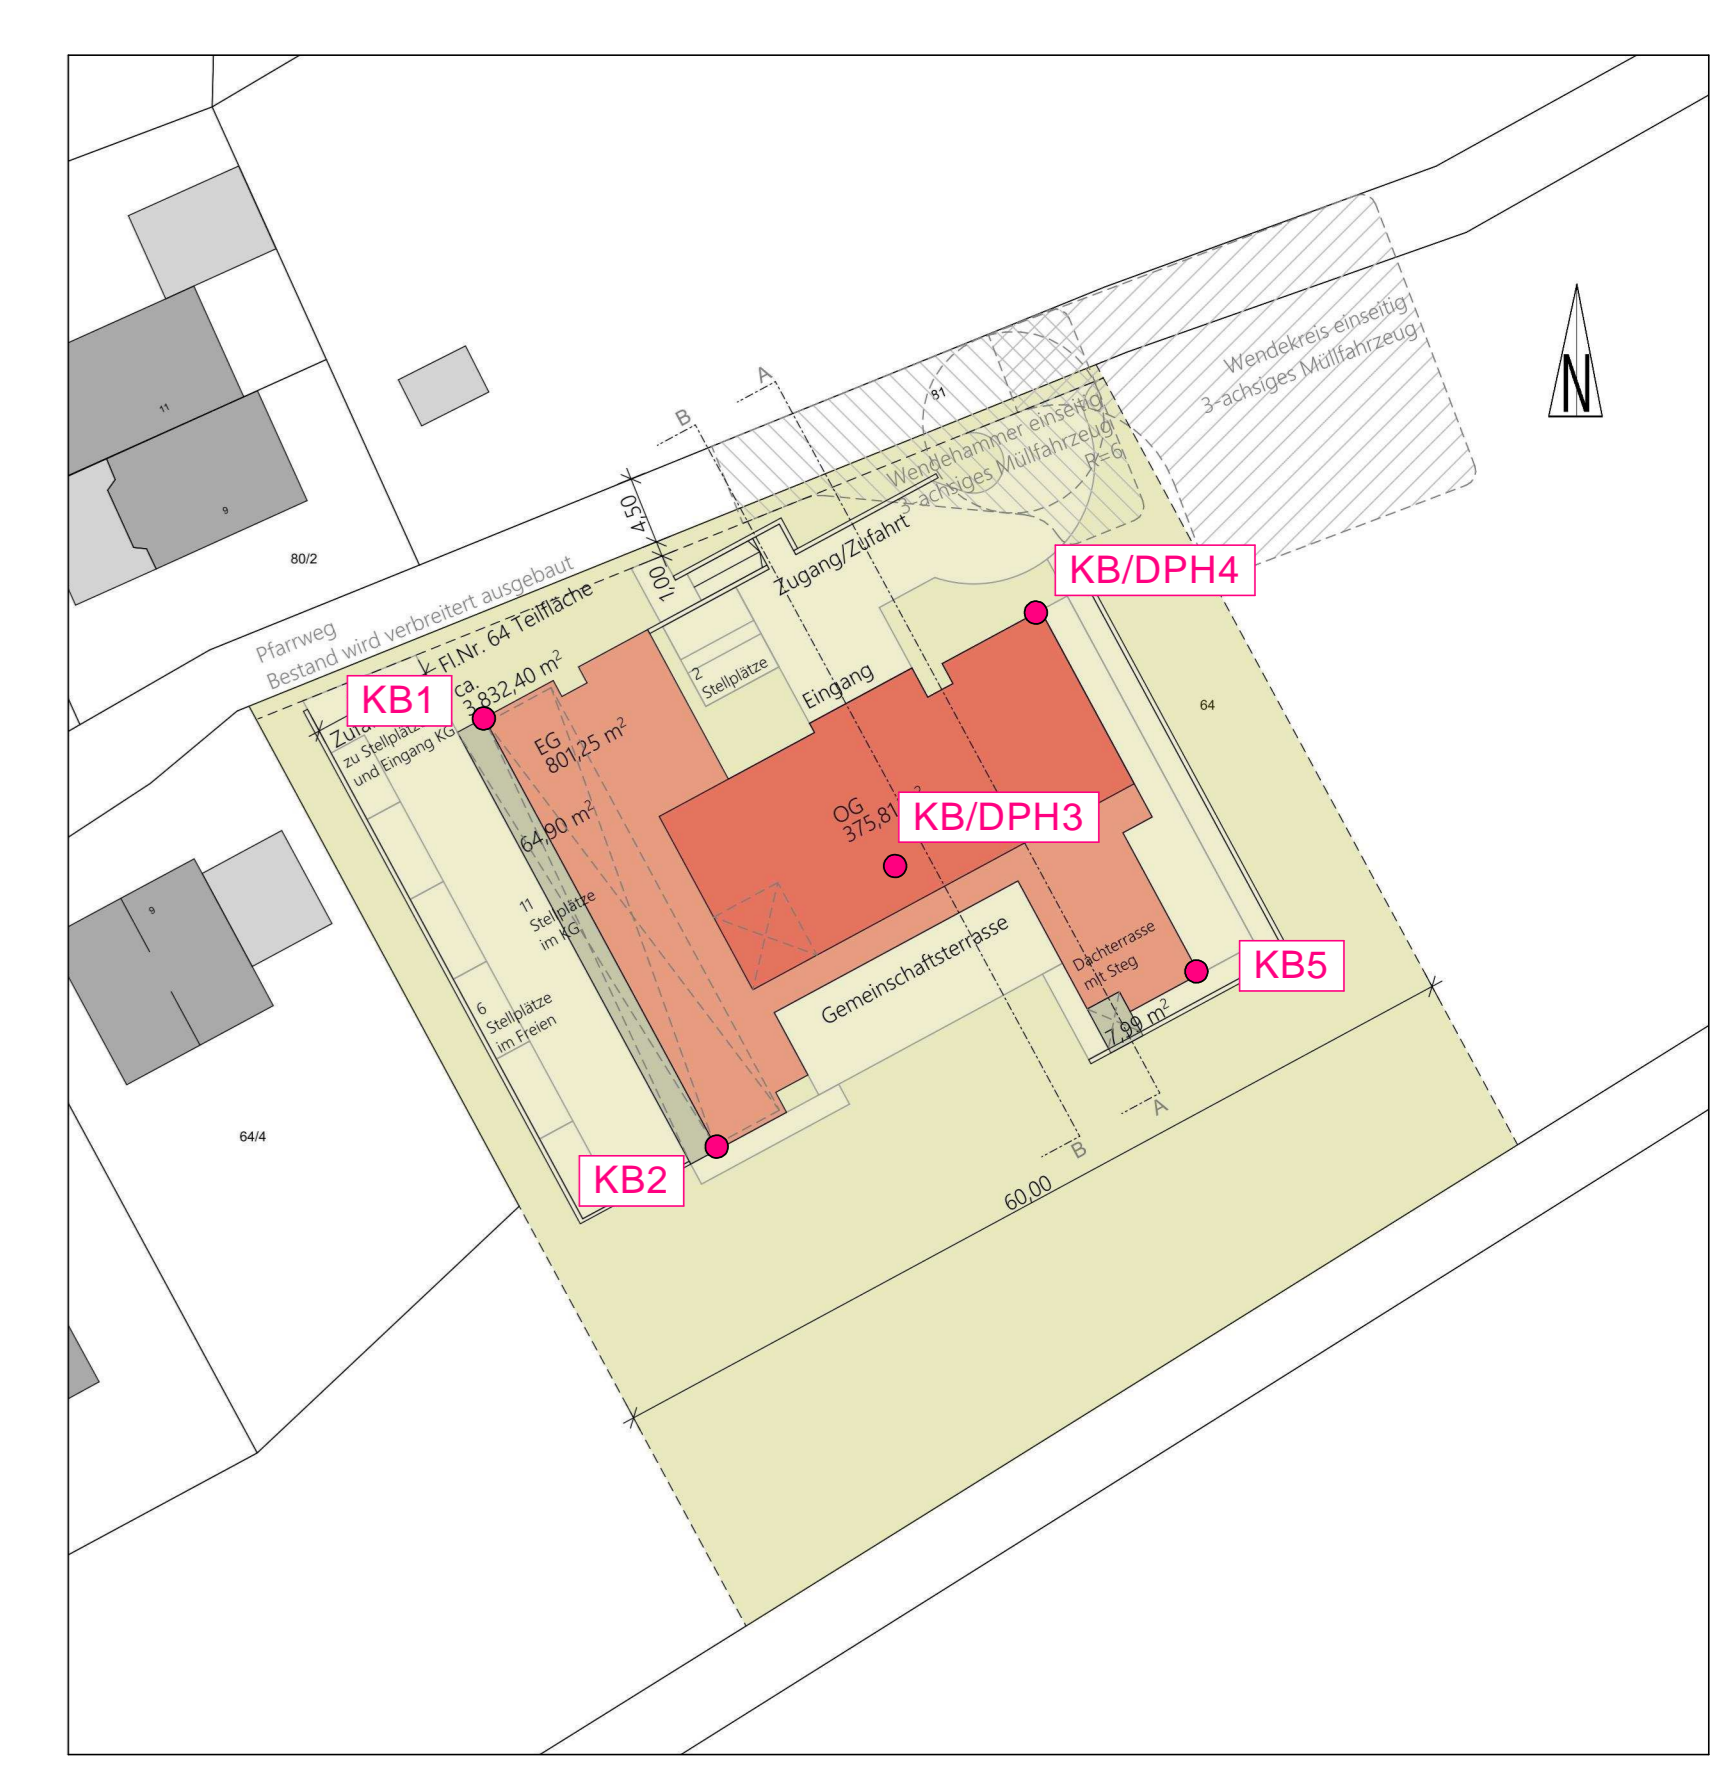 Wendekreis einseitig
3-achsiges Müllfahrzeug
N
A
B
81
Wendehammer einseitig
3-achsiges Müllfahrzeug
R=6
11
9
80/2
4,50
1,00
Zugang/Zufahrt
KB/DPH4
Pfarrweg
Bestand wird verbreitert ausgebaut
Fl.Nr. 64 Teilfläche
ca.
3.832,40 m²
2
Stellplätze
Eingang
KB1
zu Stellplätz
und Eingang KG
EG
801,25 m²
64
OG
375,81
KB/DPH3
64,90 m²
11
Stellplätze
im KG
9
Gemeinschaftsterrasse
Dachterrasse
mit Steg
KB5
6
Stellplätze
im Freien
7,99 m²
A
B
64/4
KB2
60,00